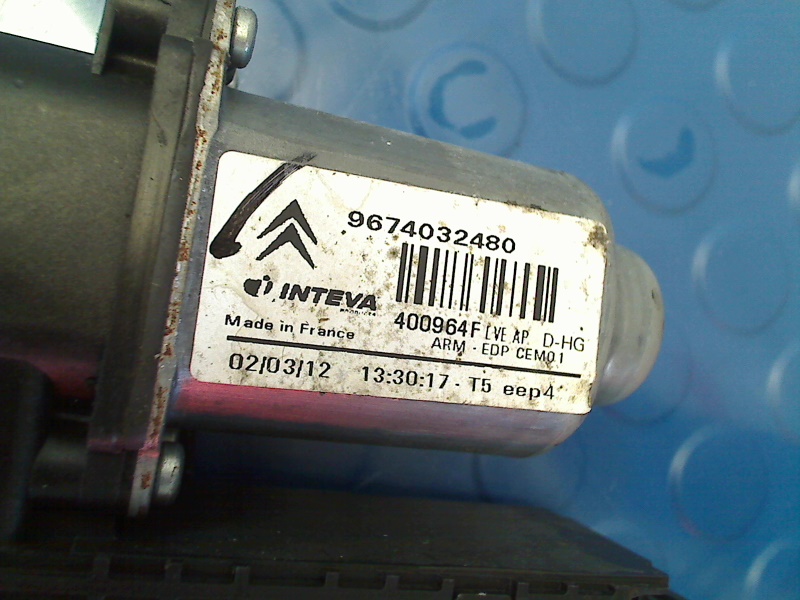 9674032480
INTEVA
PRODUCTS
400964F LVE AP D-HG
Made in France
ARM - EDP CEM01
02/03/12 13:30:17 - T5 eep4